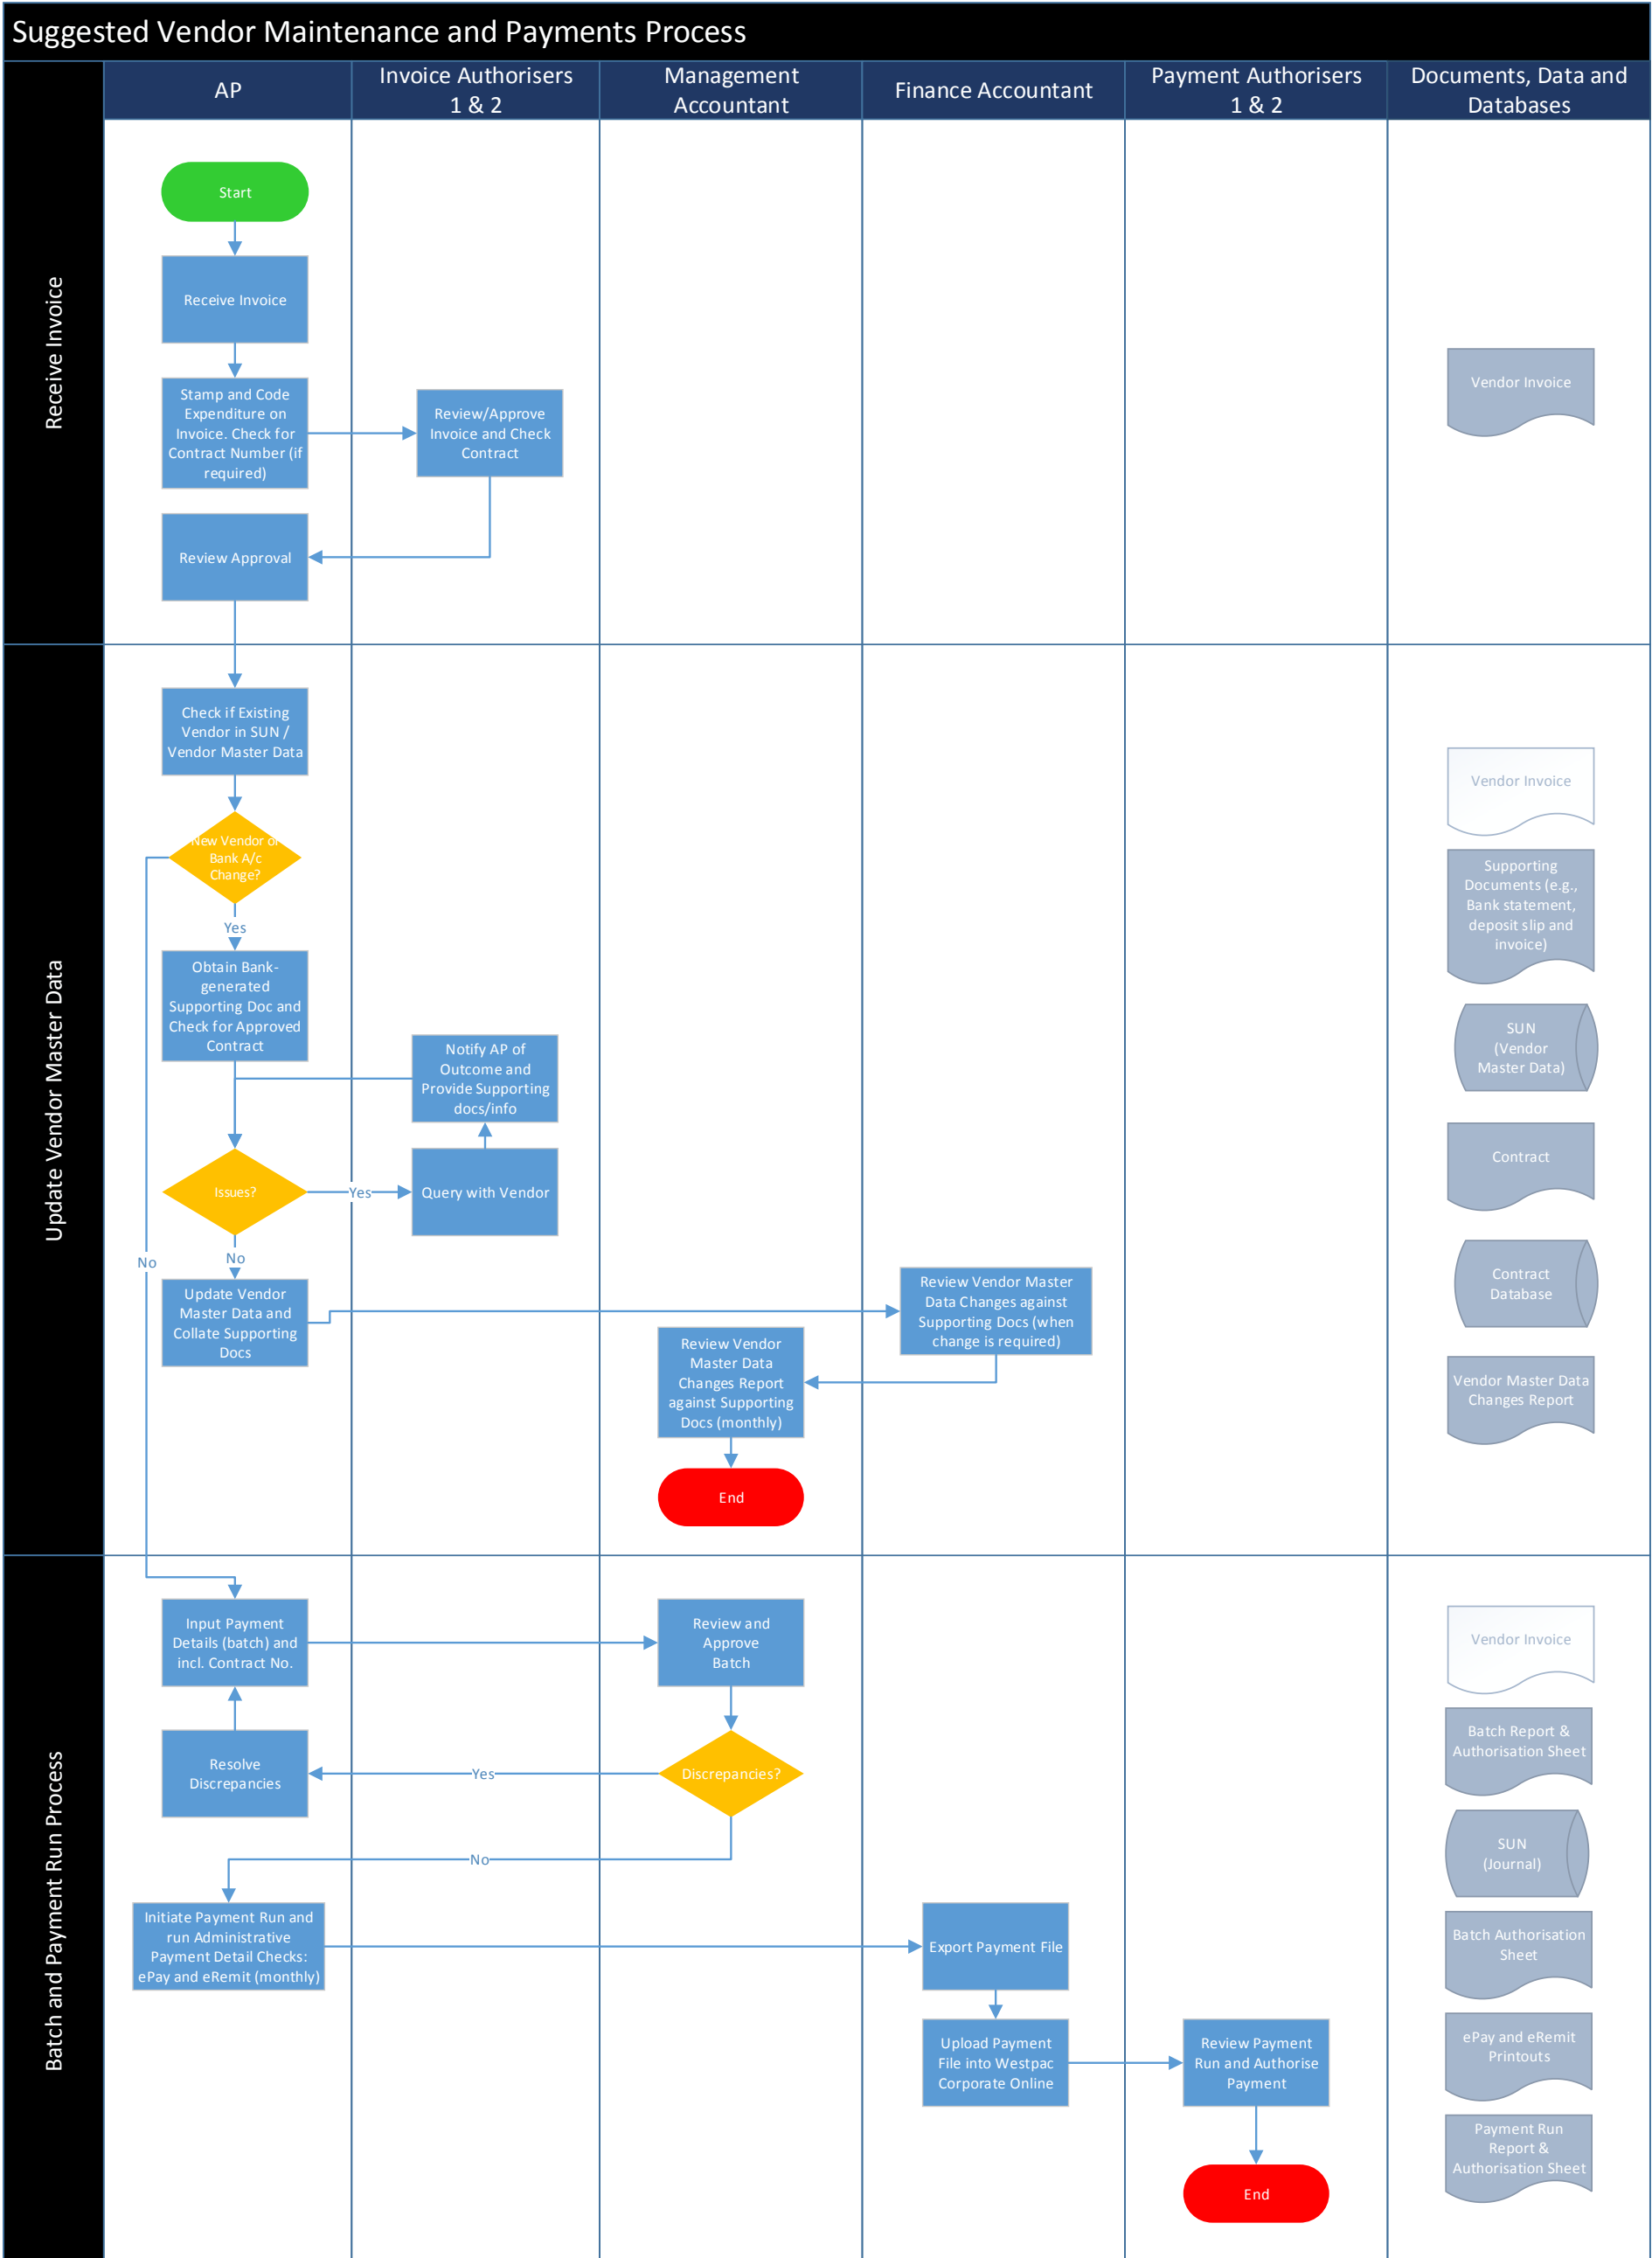 Suggested Vendor Maintenance and Payments Process
AP
Invoice Authorisers
1 & 2
Management
Accountant
Finance Accountant
Payment Authorisers
1 & 2
Documents, Data and
Databases
Receive Invoice
Start
Receive Invoice
Stamp and Code
Expenditure on
Invoice. Check for
Contract Number (if
required)
Review/Approve
Invoice and Check
Contract
Review Approval
Vendor Invoice
Update Vendor Master Data
Check if Existing
Vendor in SUN /
Vendor Master Data
New Vendor or
Bank A/c
Change?
Yes
No
Obtain Bank-
generated
Supporting Doc and
Check for Approved
Contract
Notify AP of
Outcome and
Provide Supporting
docs/info
Issues?
Yes
Query with Vendor
No
Update Vendor
Master Data and
Collate Supporting
Docs
Review Vendor Master
Data Changes against
Supporting Docs (when
change is required)
Review Vendor
Master Data
Changes Report
against Supporting
Docs (monthly)
End
Vendor Invoice
Supporting
Documents (e.g.,
Bank statement,
deposit slip and
invoice)
SUN
(Vendor
Master Data)
Contract
Contract
Database
Vendor Master Data
Changes Report
Batch and Payment Run Process
Input Payment
Details (batch) and
incl. Contract No.
Review and
Approve
Batch
Resolve
Discrepancies
Yes
Discrepancies?
No
Initiate Payment Run and
run Administrative
Payment Detail Checks:
ePay and eRemit (monthly)
Export Payment File
Upload Payment
File into Westpac
Corporate Online
Review Payment
Run and Authorise
Payment
End
Vendor Invoice
Batch Report &
Authorisation Sheet
SUN
(Journal)
Batch Authorisation
Sheet
ePay and eRemit
Printouts
Payment Run
Report &
Authorisation Sheet